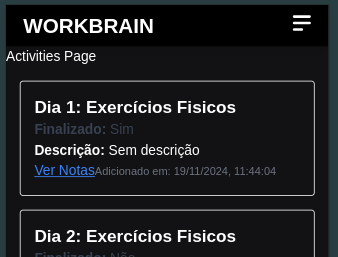 WORKBRAIN
Activities Page
Dia 1: Exercícios Fisicos
Finalizado: Sim
Descrição: Sem descrição
Ver Notas Adicionado em: 19/11/2024, 11:44:04
Dia 2: Exercícios Fisicos
Finalizado: Não